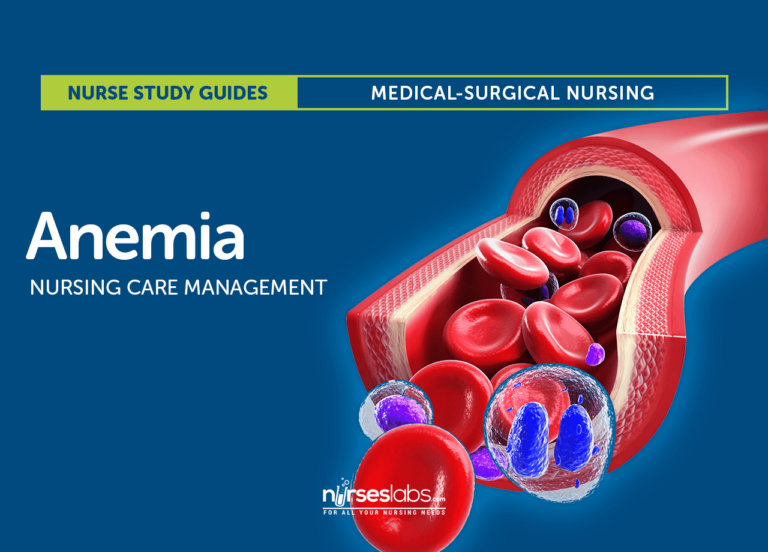 NURSE STUDY GUIDES
MEDICAL-SURGICAL NURSING
Anemia
NURSING CARE MANAGEMENT
nurseslabs.com
FOR ALL YOUR NURSING NEEDS